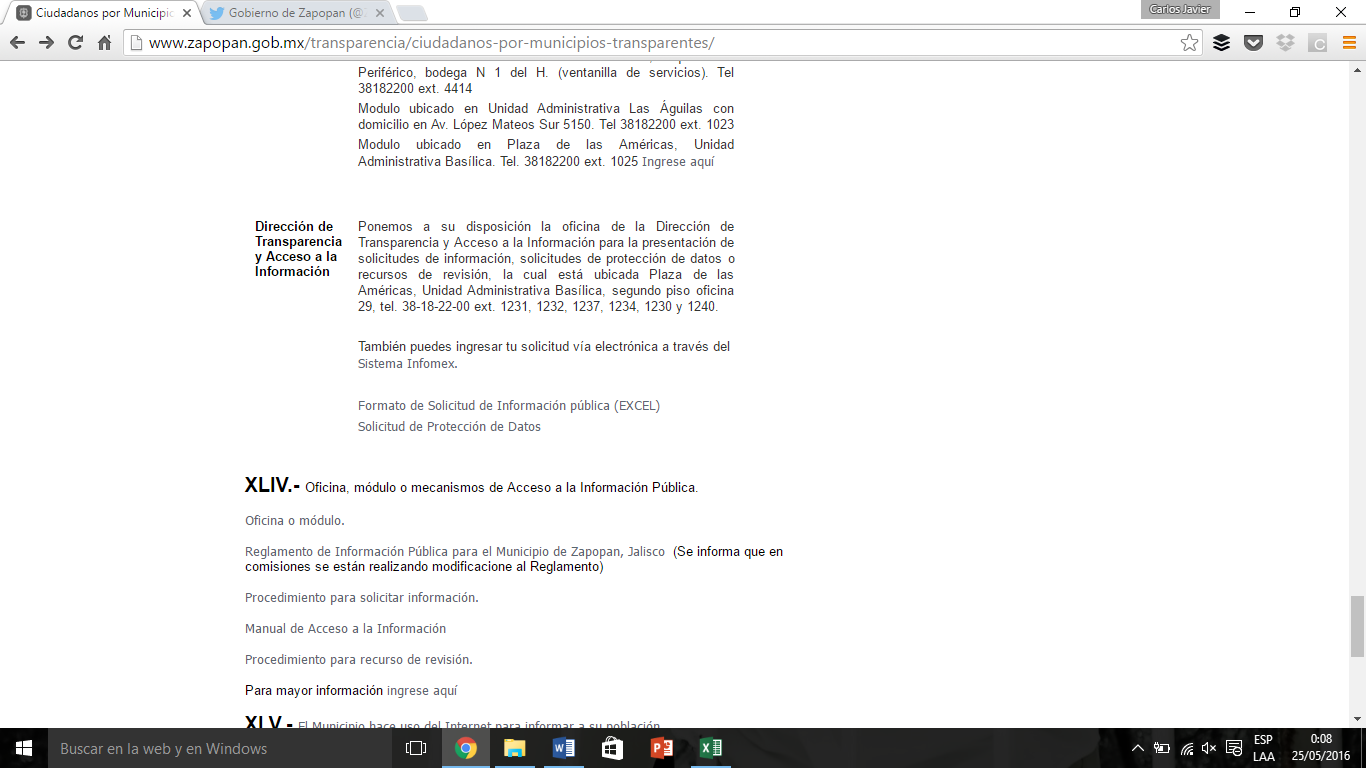 Ciudadanos por Municipio
Gobierno de Zapopan (@
Carlos Javier
www.zapopan.gob.mx/transparencia/ciudadanos-por-municipios-transparentes/
Periférico, bodega N 1 del H. (ventanilla de servicios). Tel
38182200 ext. 4414
Modulo ubicado en Unidad Administrativa Las Águilas con
domicilio en Av. López Mateos Sur 5150. Tel 38182200 ext. 1023
Modulo ubicado en Plaza de las Américas, Unidad
Administrativa Basílica. Tel. 38182200 ext. 1025 Ingrese aquí
Dirección de
Transparencia
y Acceso a la
Información
Ponemos a su disposición la oficina de la Dirección de
Transparencia y Acceso a la Información para la presentación de
solicitudes de información, solicitudes de protección de datos o
recursos de revisión, la cual está ubicada Plaza de las
Américas, Unidad Administrativa Basílica, segundo piso oficina
29, tel. 38-18-22-00 ext. 1231, 1232, 1237, 1234, 1230 y 1240.
También puedes ingresar tu solicitud vía electrónica a través del
Sistema Infomex.
Formato de Solicitud de Información pública (EXCEL)
Solicitud de Protección de Datos
XLIV.- Oficina, módulo o mecanismos de Acceso a la Información Pública.
Oficina o módulo.
Reglamento de Información Pública para el Municipio de Zapopan, Jalisco (Se informa que en
comisiones se están realizando modificacione al Reglamento)
Procedimiento para solicitar información.
Manual de Acceso a la Información
Procedimiento para recurso de revisión.
Para mayor información ingrese aquí
XLV.- El Municipio hace uso del Internet para informar a su población
Buscar en la web y en Windows
ESP
LAA
0:08
25/05/2016